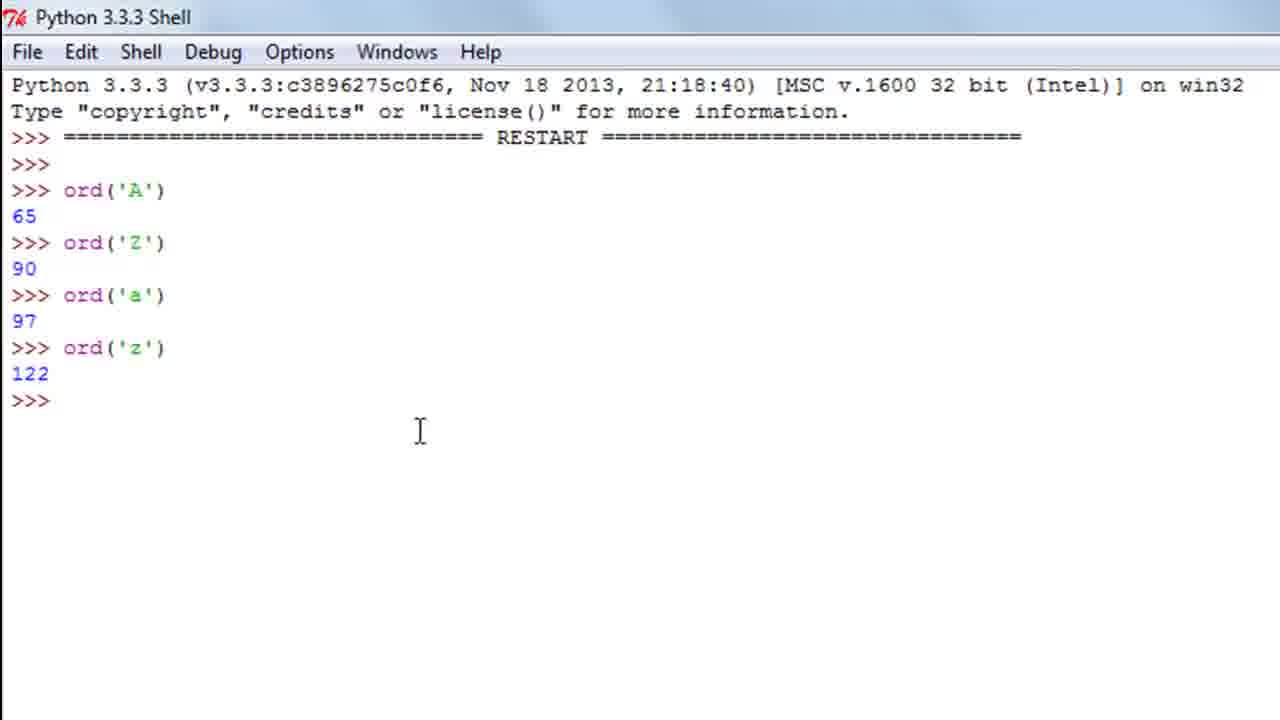 Python 3.3.3 Shell
File Edit Shell Debug Options Windows Help
Python 3.3.3 (v3.3.3:c3896275c0f6, Nov 18 2013, 21:18:40) [MSC v.1600 32 bit (Intel)] on win32
Type "copyright", "credits" or "license()" for more information.
>>> ================================ RESTART ================================
>>>
>>> ord('A')
65
>>> ord('Z')
90
>>> ord('a')
97
>>> ord('z')
122
>>>